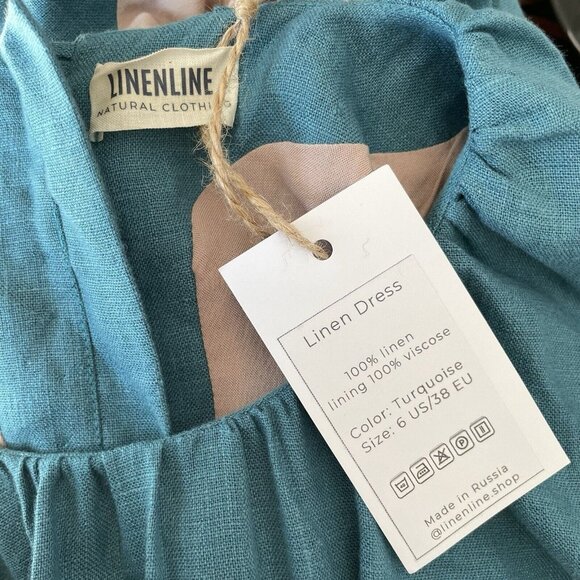 LINENLINE
NATURAL CLOTHING
Linen Dress
100% linen
lining 100% viscose
Color: Turquoise
Size: 6 US/38 EU
Made in Russia
@linenline.shop